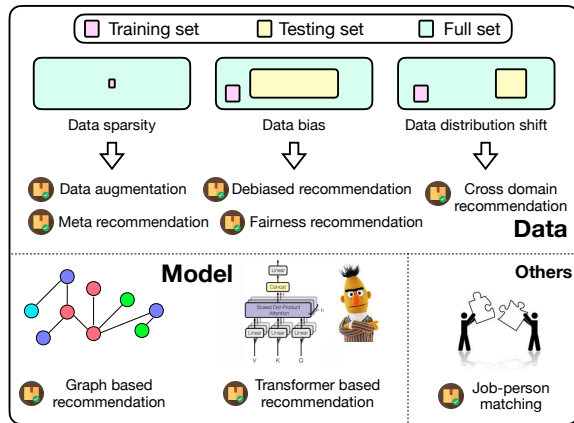 Training set
Testing set
Full set
Data sparsity
Data bias
Data distribution shift
Data augmentation
Debiased recommendation
Cross domain
recommendation
Meta recommendation
Fairness recommendation
Data
Model
Others
Linear
Concat
Scaled Dot-Product
Attention
h
Linear
Linear
Linear
V
K
Q
Graph based
recommendation
Transformer based
recommendation
Job-person
matching